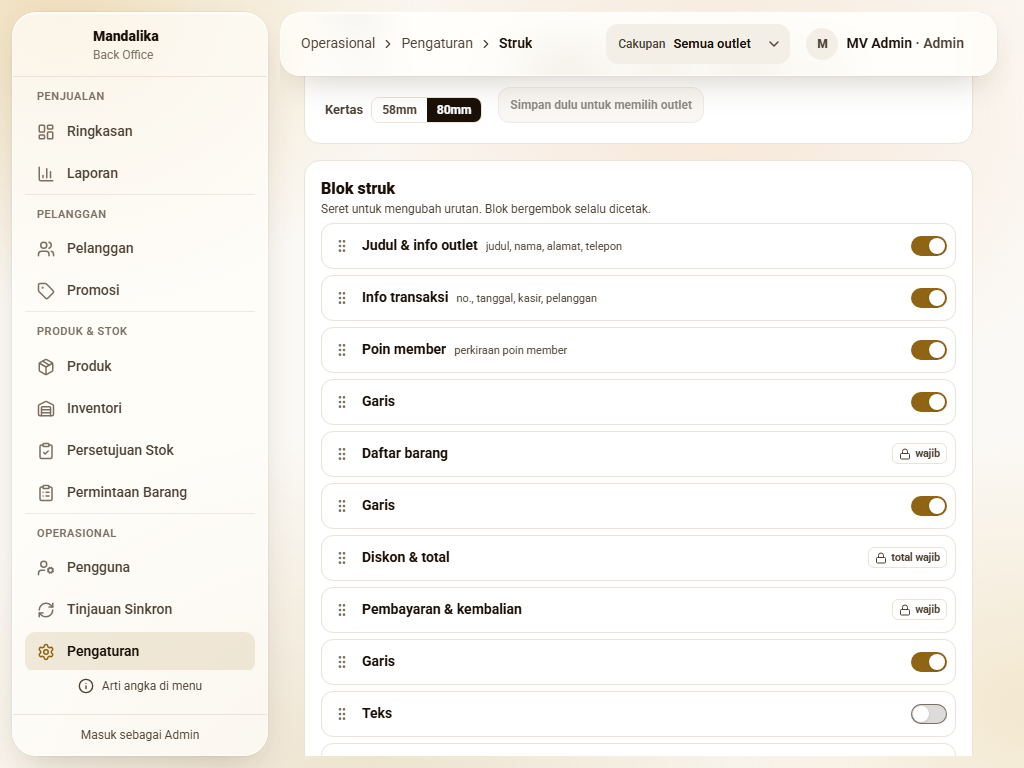 Mandalika
Back Office
PENJUALAN
Ringkasan
Laporan
PELANGGAN
Pelanggan
Promosi
PRODUK & STOK
Produk
Inventori
Persetujuan Stok
Permintaan Barang
OPERASIONAL
Pengguna
Tinjauan Sinkron
Pengaturan
Arti angka di menu
Masuk sebagai Admin
Operasional > Pengaturan > Struk
Cakupan Semua outlet
M MV Admin · Admin
Kertas 58mm 80mm
Simpan dulu untuk memilih outlet
Blok struk
Seret untuk mengubah urutan. Blok bergembok selalu dicetak.
Judul & info outlet judul, nama, alamat, telepon
Info transaksi no., tanggal, kasir, pelanggan
Poin member perkiraan poin member
Garis
Daftar barang wajib
Garis
Diskon & total total wajib
Pembayaran & kembalian wajib
Garis
Teks